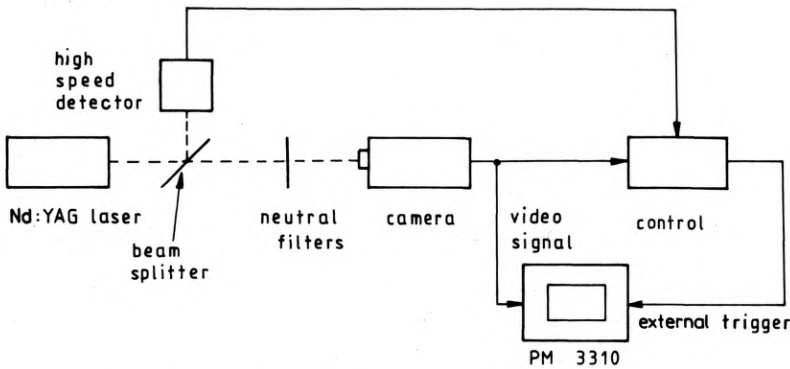 high
speed
detector
Nd:YAG laser
beam
splitter
neutral
filters
camera
video
signal
control
external trigger
PM 3310